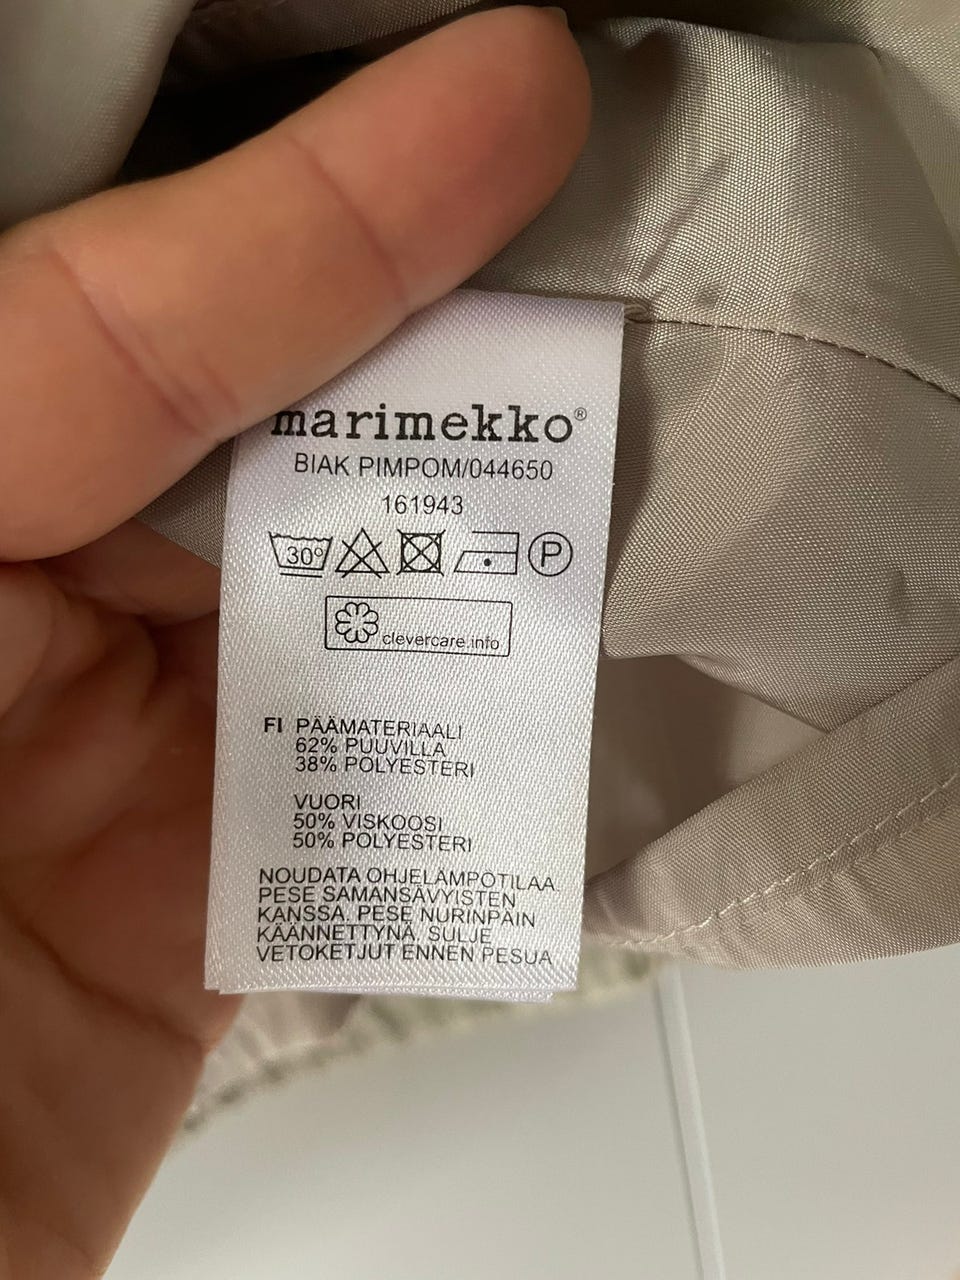 marimekko®
BIAK PIMPOM/044650
161943
30° P
clevercare.info
FI PÄÄMATERIAALI
62% PUUVILLA
38% POLYESTERI
VUORI
50% VISKOOSI
50% POLYESTERI
NOUDATA OHJELÄMPÖTILAA.
PESE SAMANSÄVYISTEN
KANSSA. PESE NURINPÄIN
KÄÄNNETTYNÄ. SULJE
VETOKETJUT ENNEN PESUA